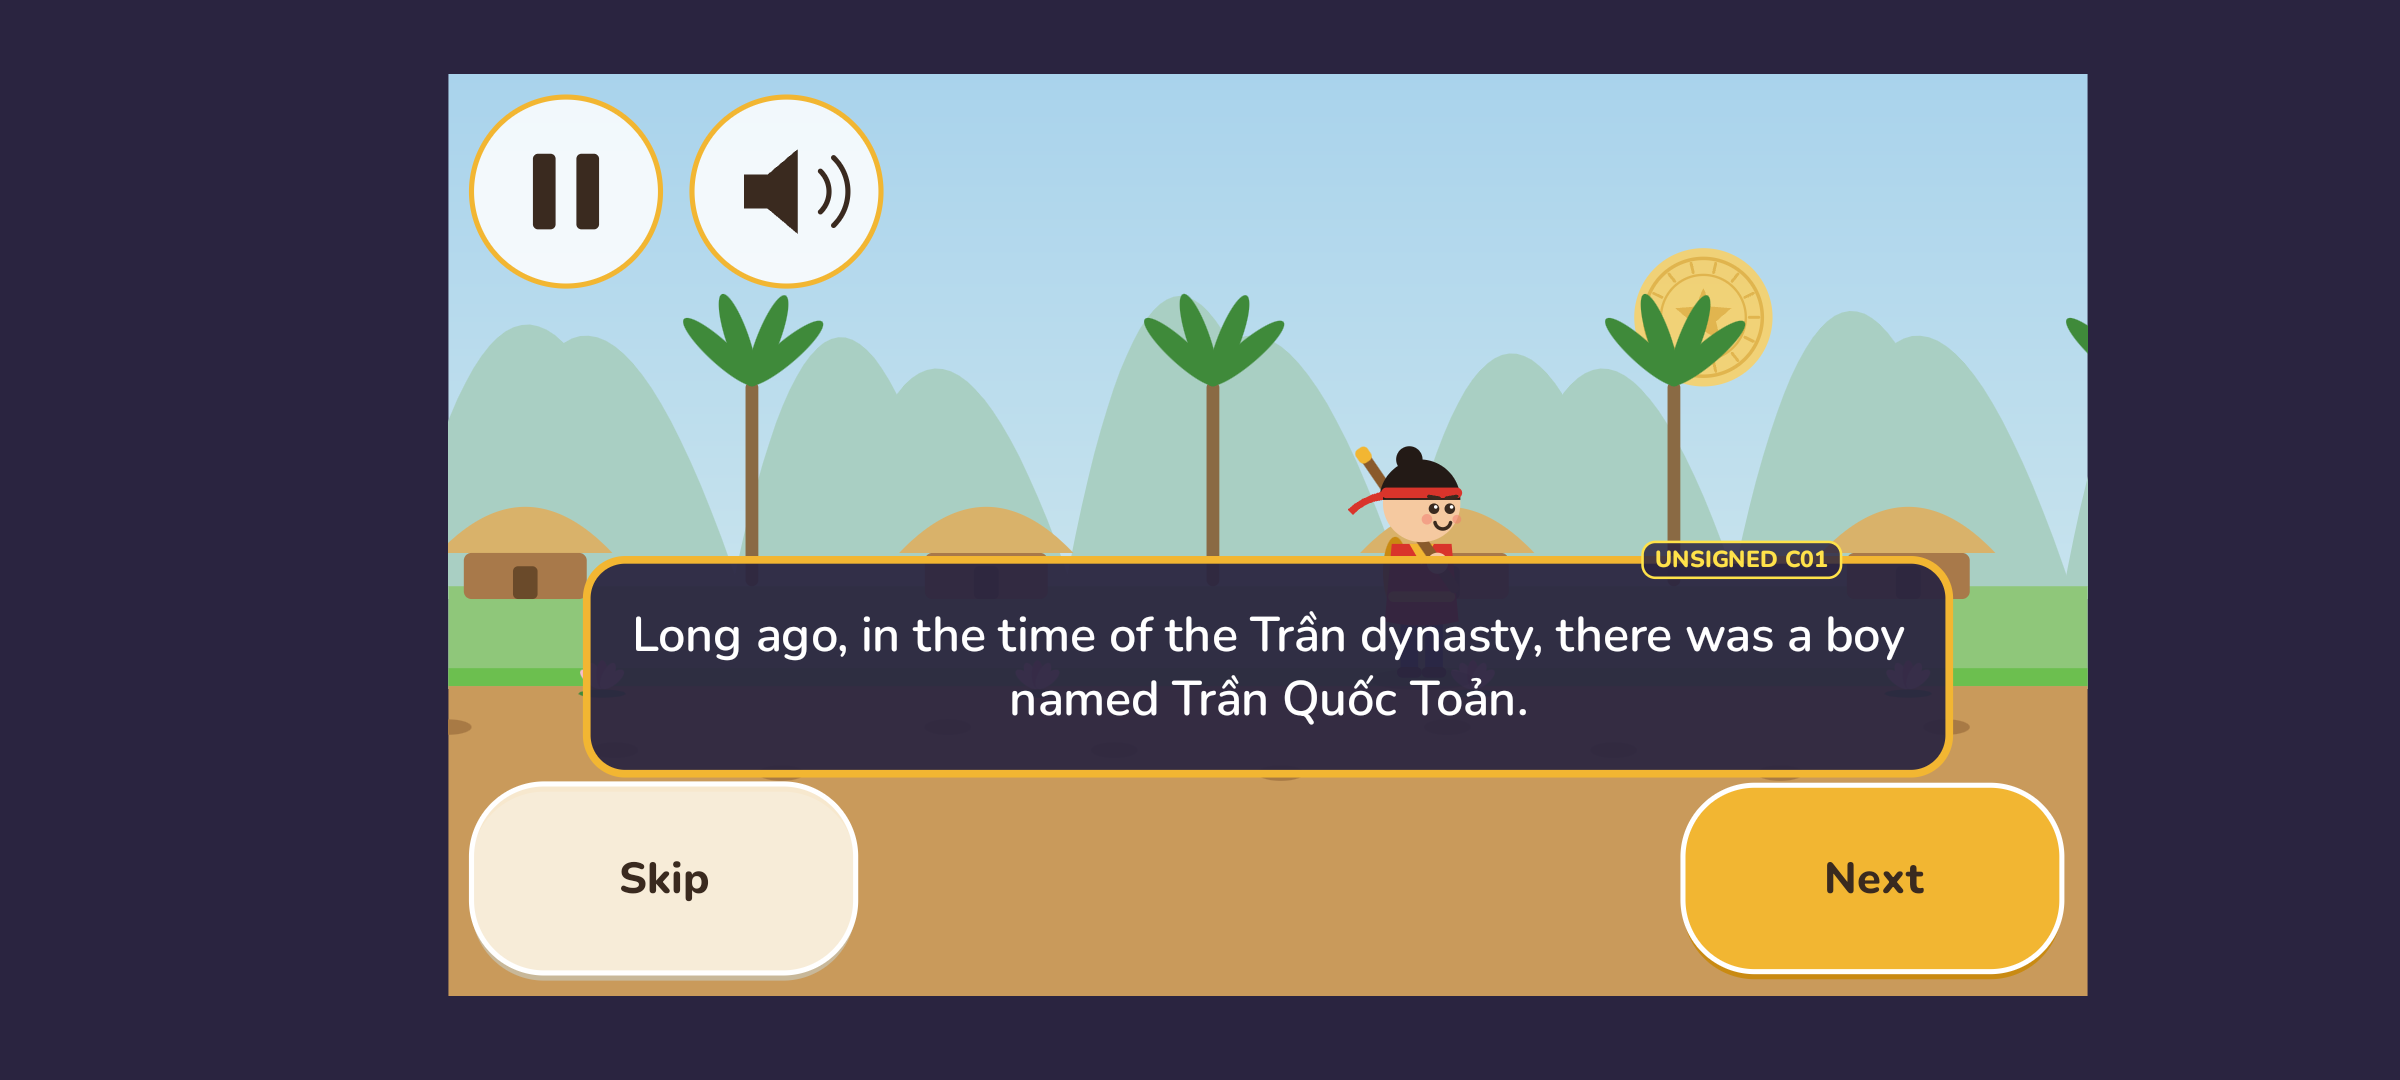 UNSIGNED C01
Long ago, in the time of the Trần dynasty, there was a boy
named Trần Quốc Toản.
Skip
Next